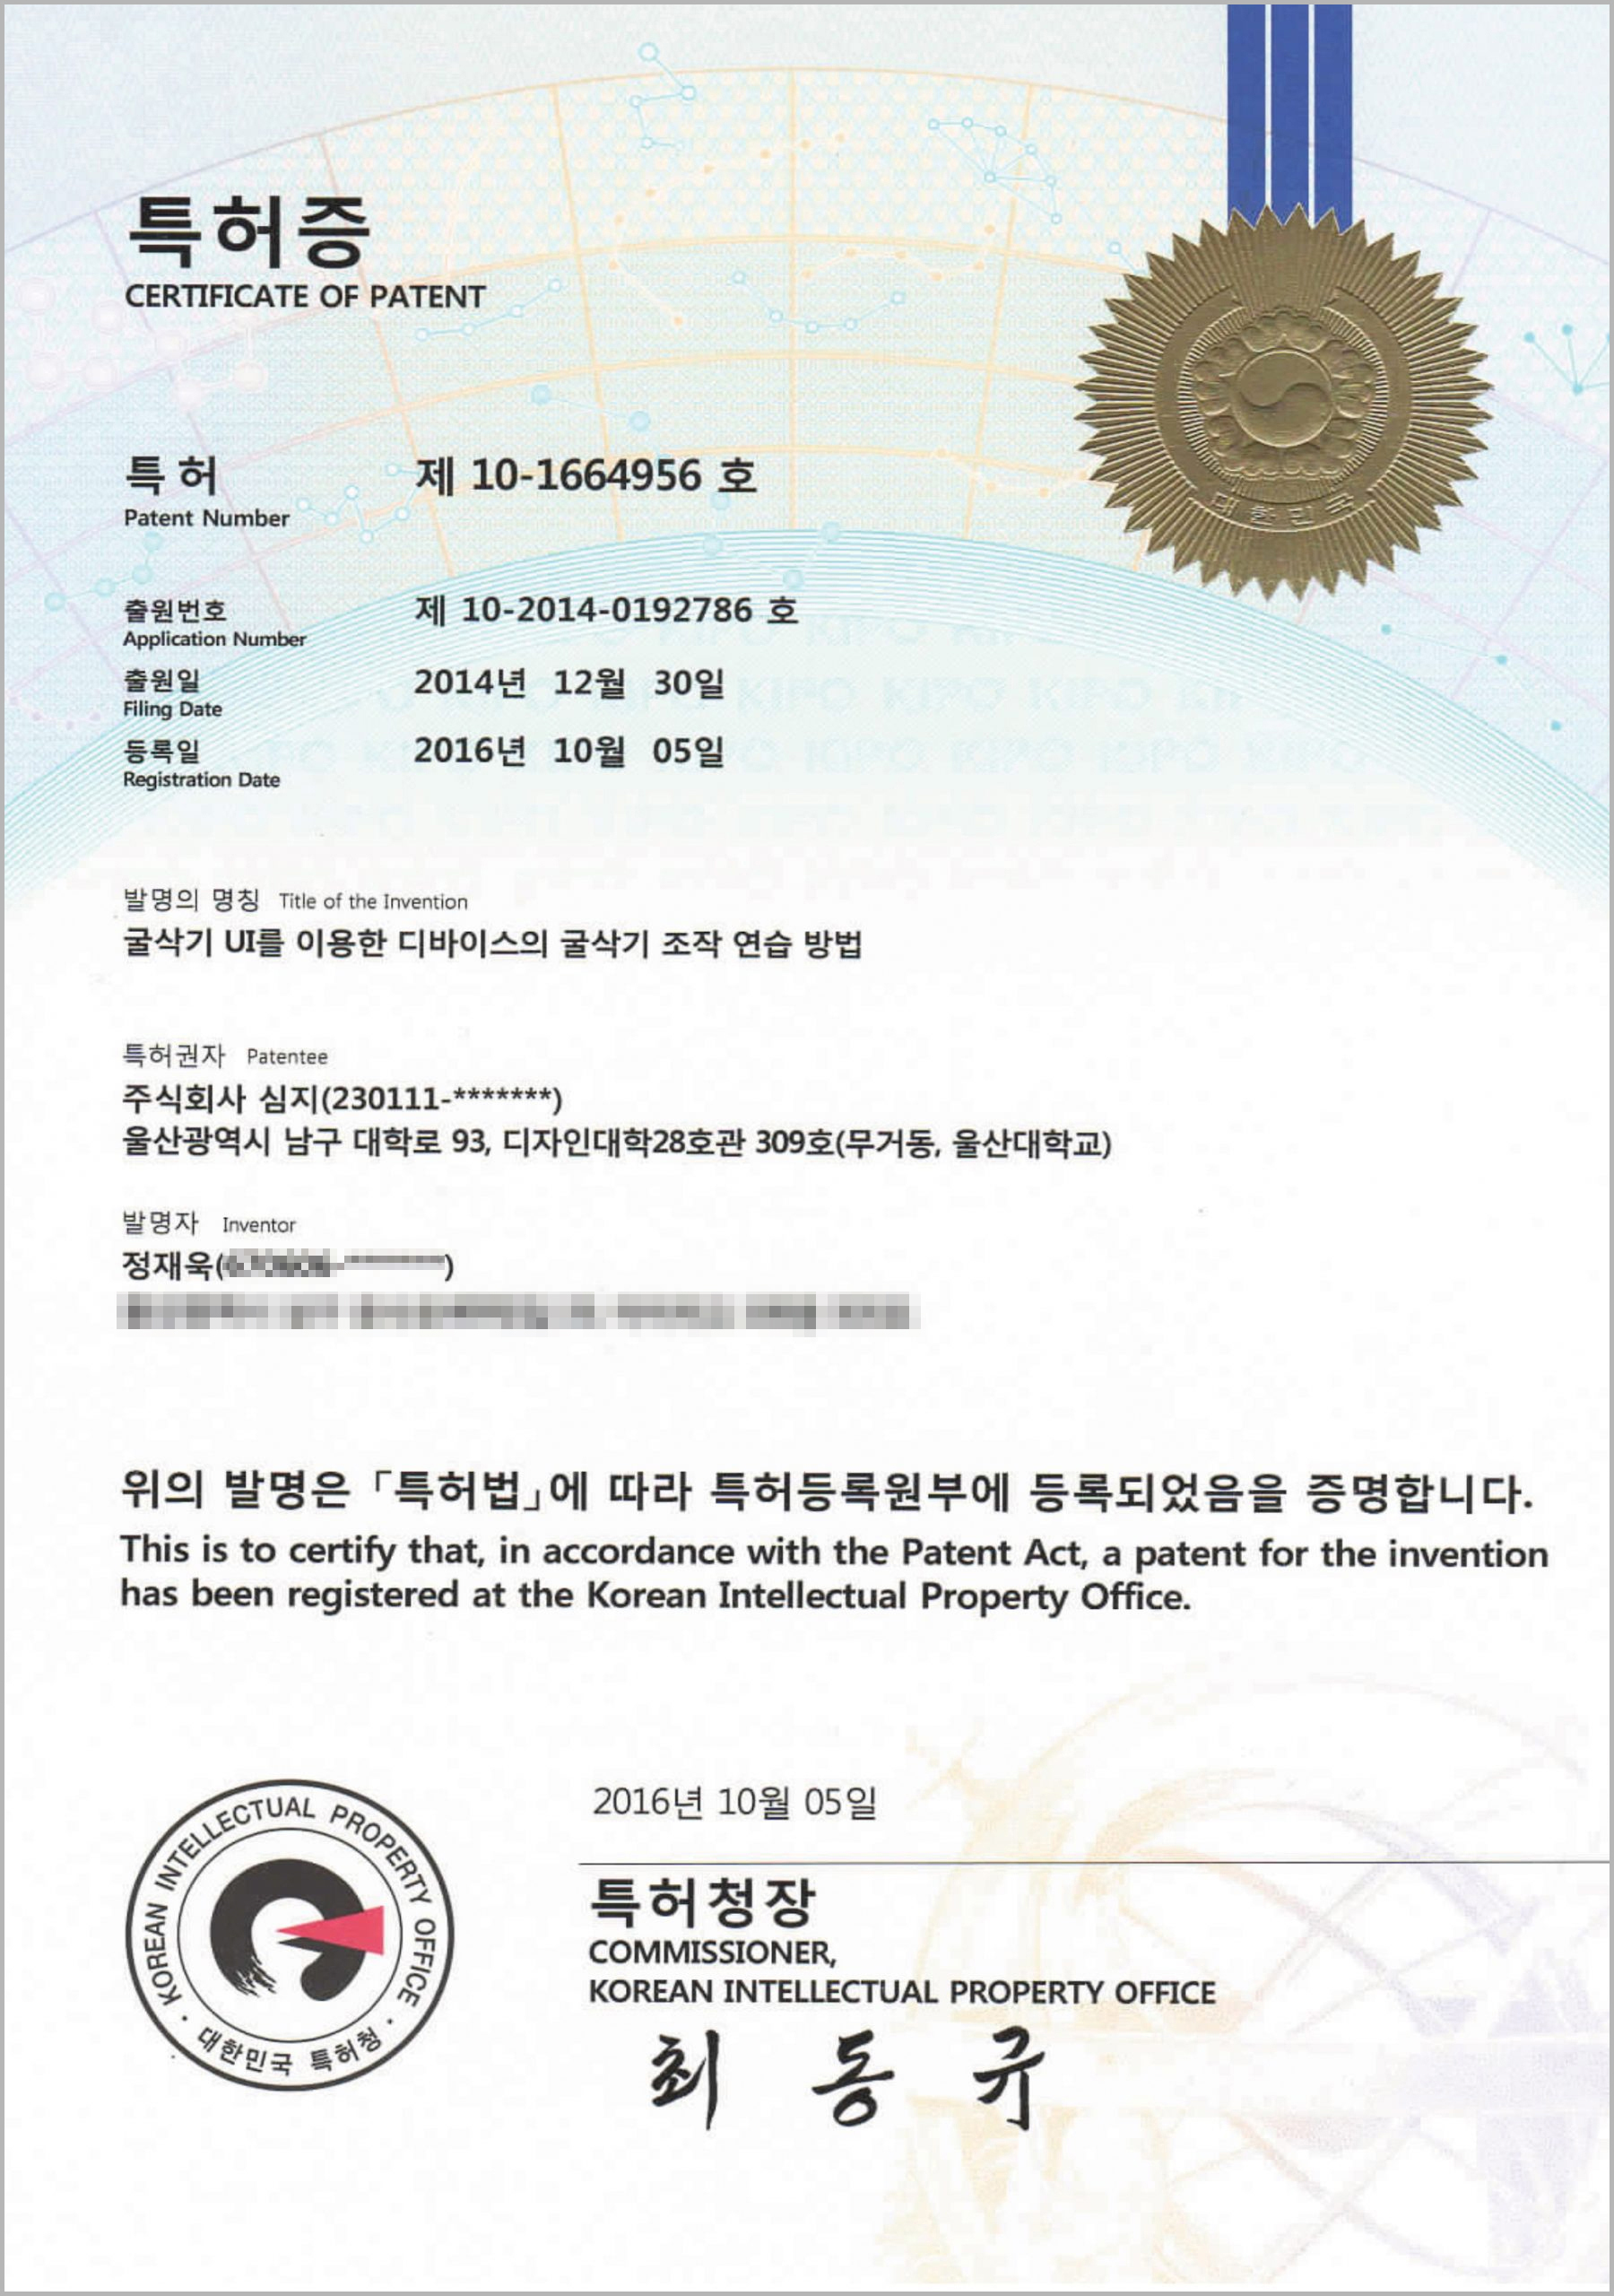 특허증
CERTIFICATE OF PATENT
대한민국
특 허 제 10-1664956 호
Patent Number
출원번호 제 10-2014-0192786 호
Application Number
출원일 2014년 12월 30일
Filing Date
등록일 2016년 10월 05일
Registration Date
발명의 명칭 Title of the Invention
굴삭기 UI를 이용한 디바이스의 굴삭기 조작 연습 방법
특허권자 Patentee
주식회사 심지(230111-*******)
울산광역시 남구 대학로 93, 디자인대학28호관 309호(무거동, 울산대학교)
발명자 Inventor
정재욱(
)
위의 발명은 「특허법」에 따라 특허등록원부에 등록되었음을 증명합니다.
This is to certify that, in accordance with the Patent Act, a patent for the invention
has been registered at the Korean Intellectual Property Office.
2016년 10월 05일
특허청장
COMMISSIONER,
KOREAN INTELLECTUAL PROPERTY OFFICE
최 동 규
KOREAN INTELLECTUAL PROPERTY OFFICE
· 대한민국 특허청 ·